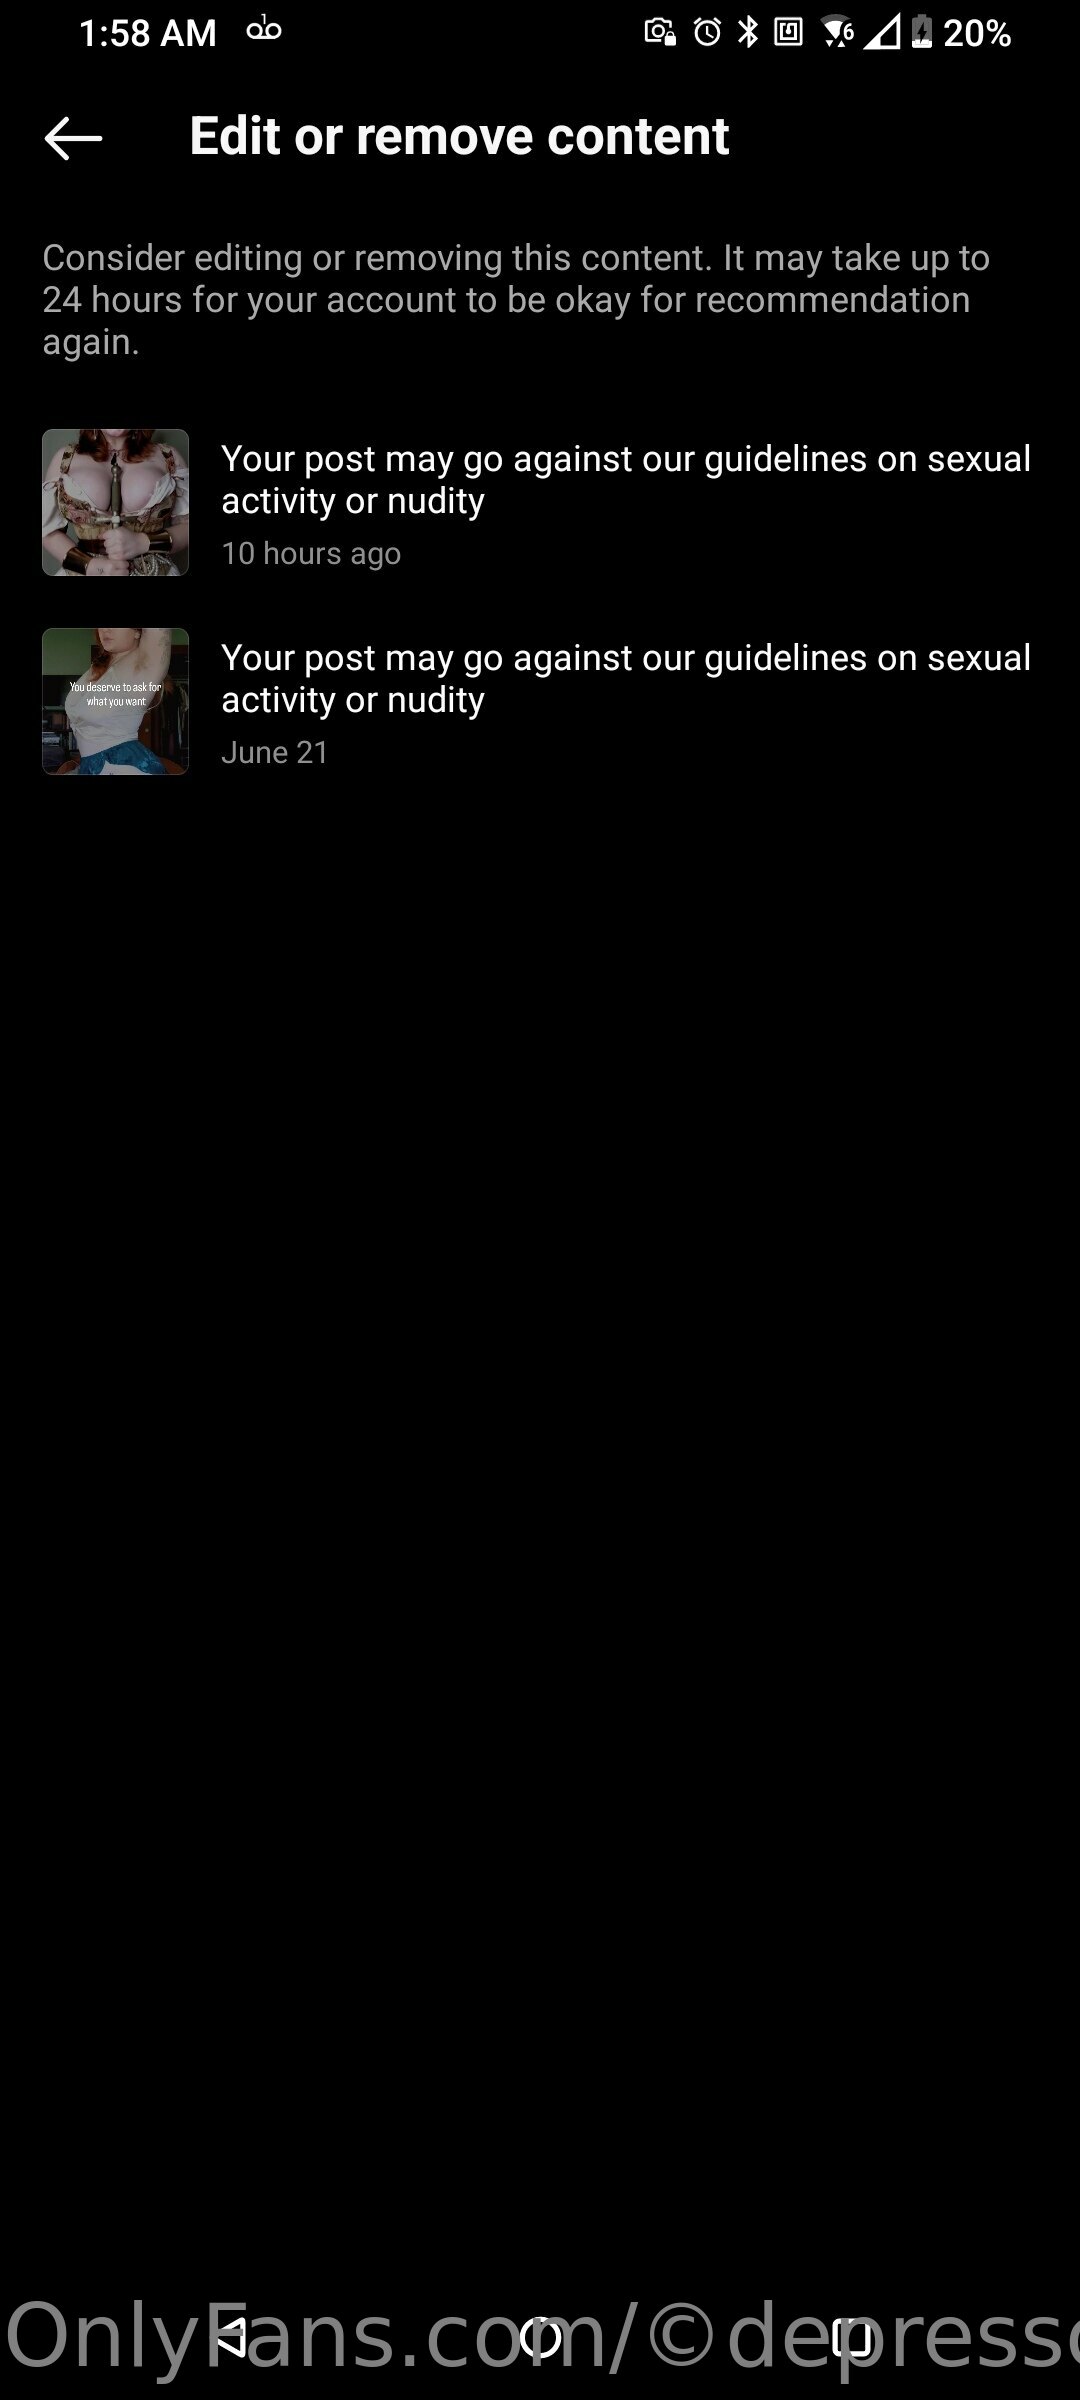 1:58 AM
20%
Edit or remove content
Consider editing or removing this content. It may take up to
24 hours for your account to be okay for recommendation
again.
Your post may go against our guidelines on sexual
activity or nudity
10 hours ago
You deserve to ask for
what you want
Your post may go against our guidelines on sexual
activity or nudity
June 21
OnlyFans.com/©depresso